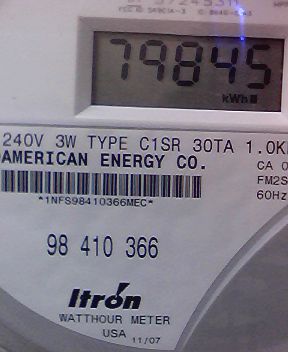 79845
kWh
240V 3W TYPE C1SR 30TA 1.0K
AMERICAN ENERGY CO.
CA 0
FM2S
60Hz
*1NFS98410366MEC*
98 410 366
Itron
WATTHOUR METER
USA 11/07